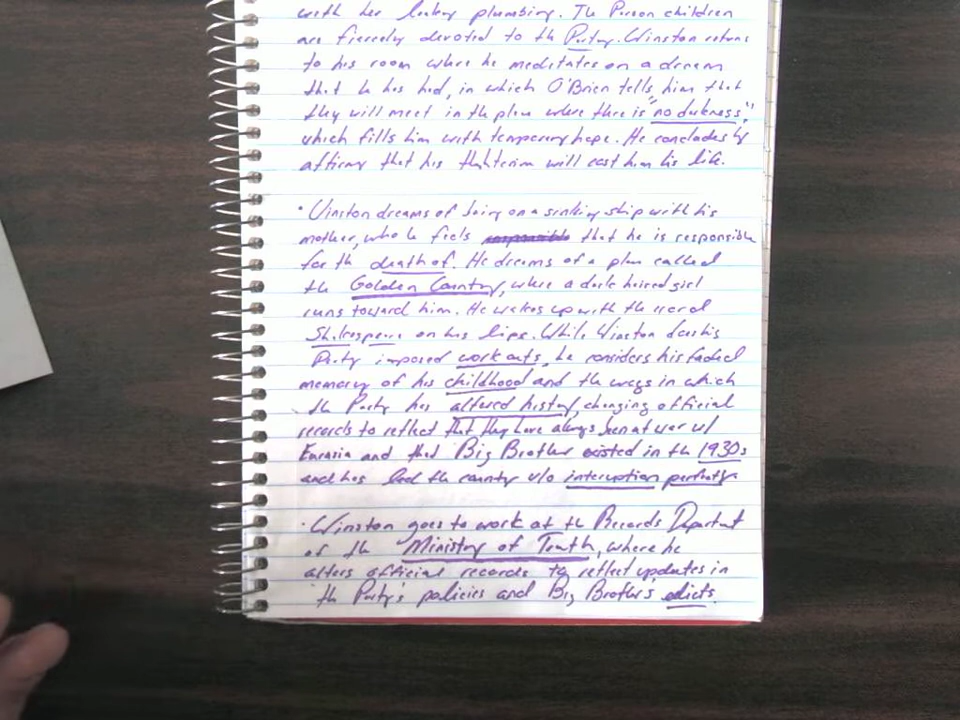 with her leaky plumbing. The Parson children
are fiercely devoted to the Party. Winston returns
to his room where he meditates on a dream
that he has had, in which O'Brien tells him that
they will meet in the place where there is "no darkness,"
which fills him with temporary hope. He concludes by
affirming that his thoughtcrime will cost him his life.
• Winston dreams of being on a sinking ship with his
mother, who he feels that he is responsible
for the death of. He dreams of a place called
the Golden Country, where a dark haired girl
runs toward him. He wakes up with the word
Shakespeare on his lips. While Winston does his
Party imposed workouts, he considers his faded
memory of his childhood and the ways in which
the Party has altered history, changing official
records to reflect that they have always been at war w/
Eurasia and that Big Brother existed in the 1930s
and has led the country w/o interruption
• Winston goes to work at the Records Department
of the Ministry of Truth, where he
alters official records to reflect updates in
the Party's policies and Big Brother's edicts.